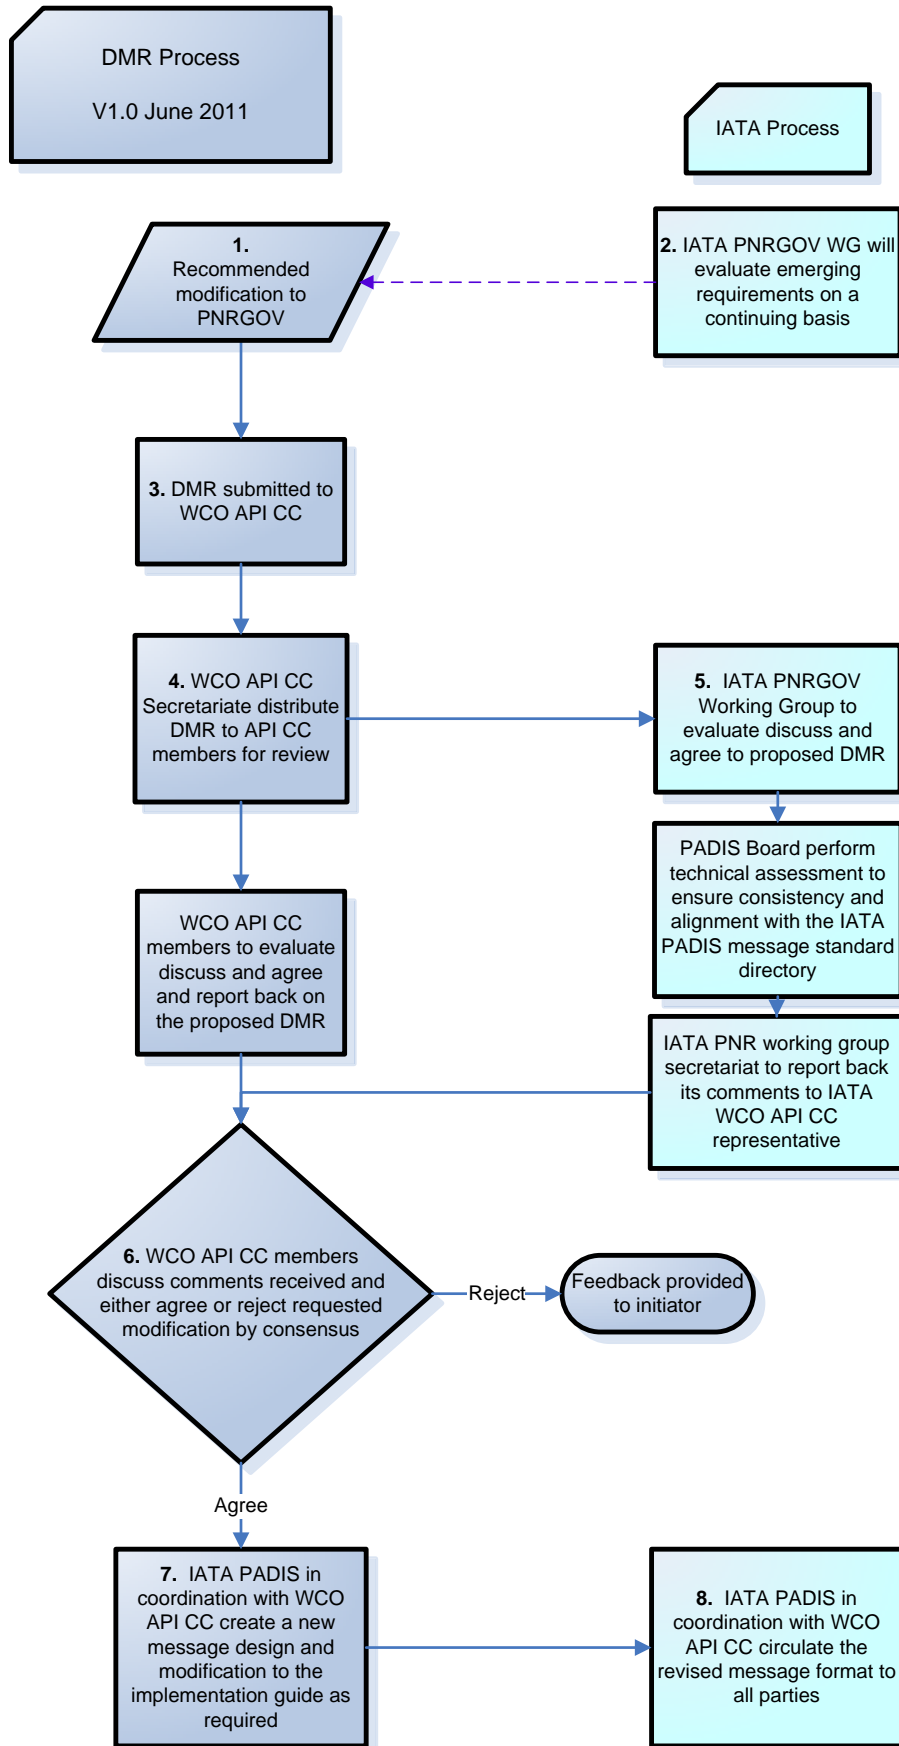 DMR Process
V1.0 June 2011
IATA Process
1.
Recommended
modification to
PNRGOV
2. IATA PNRGOV WG will
evaluate emerging
requirements on a
continuing basis
3. DMR submitted to
WCO API CC
4. WCO API CC
Secretariate distribute
DMR to API CC
members for review
5. IATA PNRGOV
Working Group to
evaluate discuss and
agree to proposed DMR
PADIS Board perform
technical assessment to
ensure consistency and
alignment with the IATA
PADIS message standard
directory
WCO API CC
members to evaluate
discuss and agree
and report back on
the proposed DMR
IATA PNR working group
secretariat to report back
its comments to IATA
WCO API CC
representative
6. WCO API CC members
discuss comments received and
either agree or reject requested
modification by consensus
Reject
Feedback provided
to initiator
Agree
7. IATA PADIS in
coordination with WCO
API CC create a new
message design and
modification to the
implementation guide as
required
8. IATA PADIS in
coordination with WCO
API CC circulate the
revised message format to
all parties